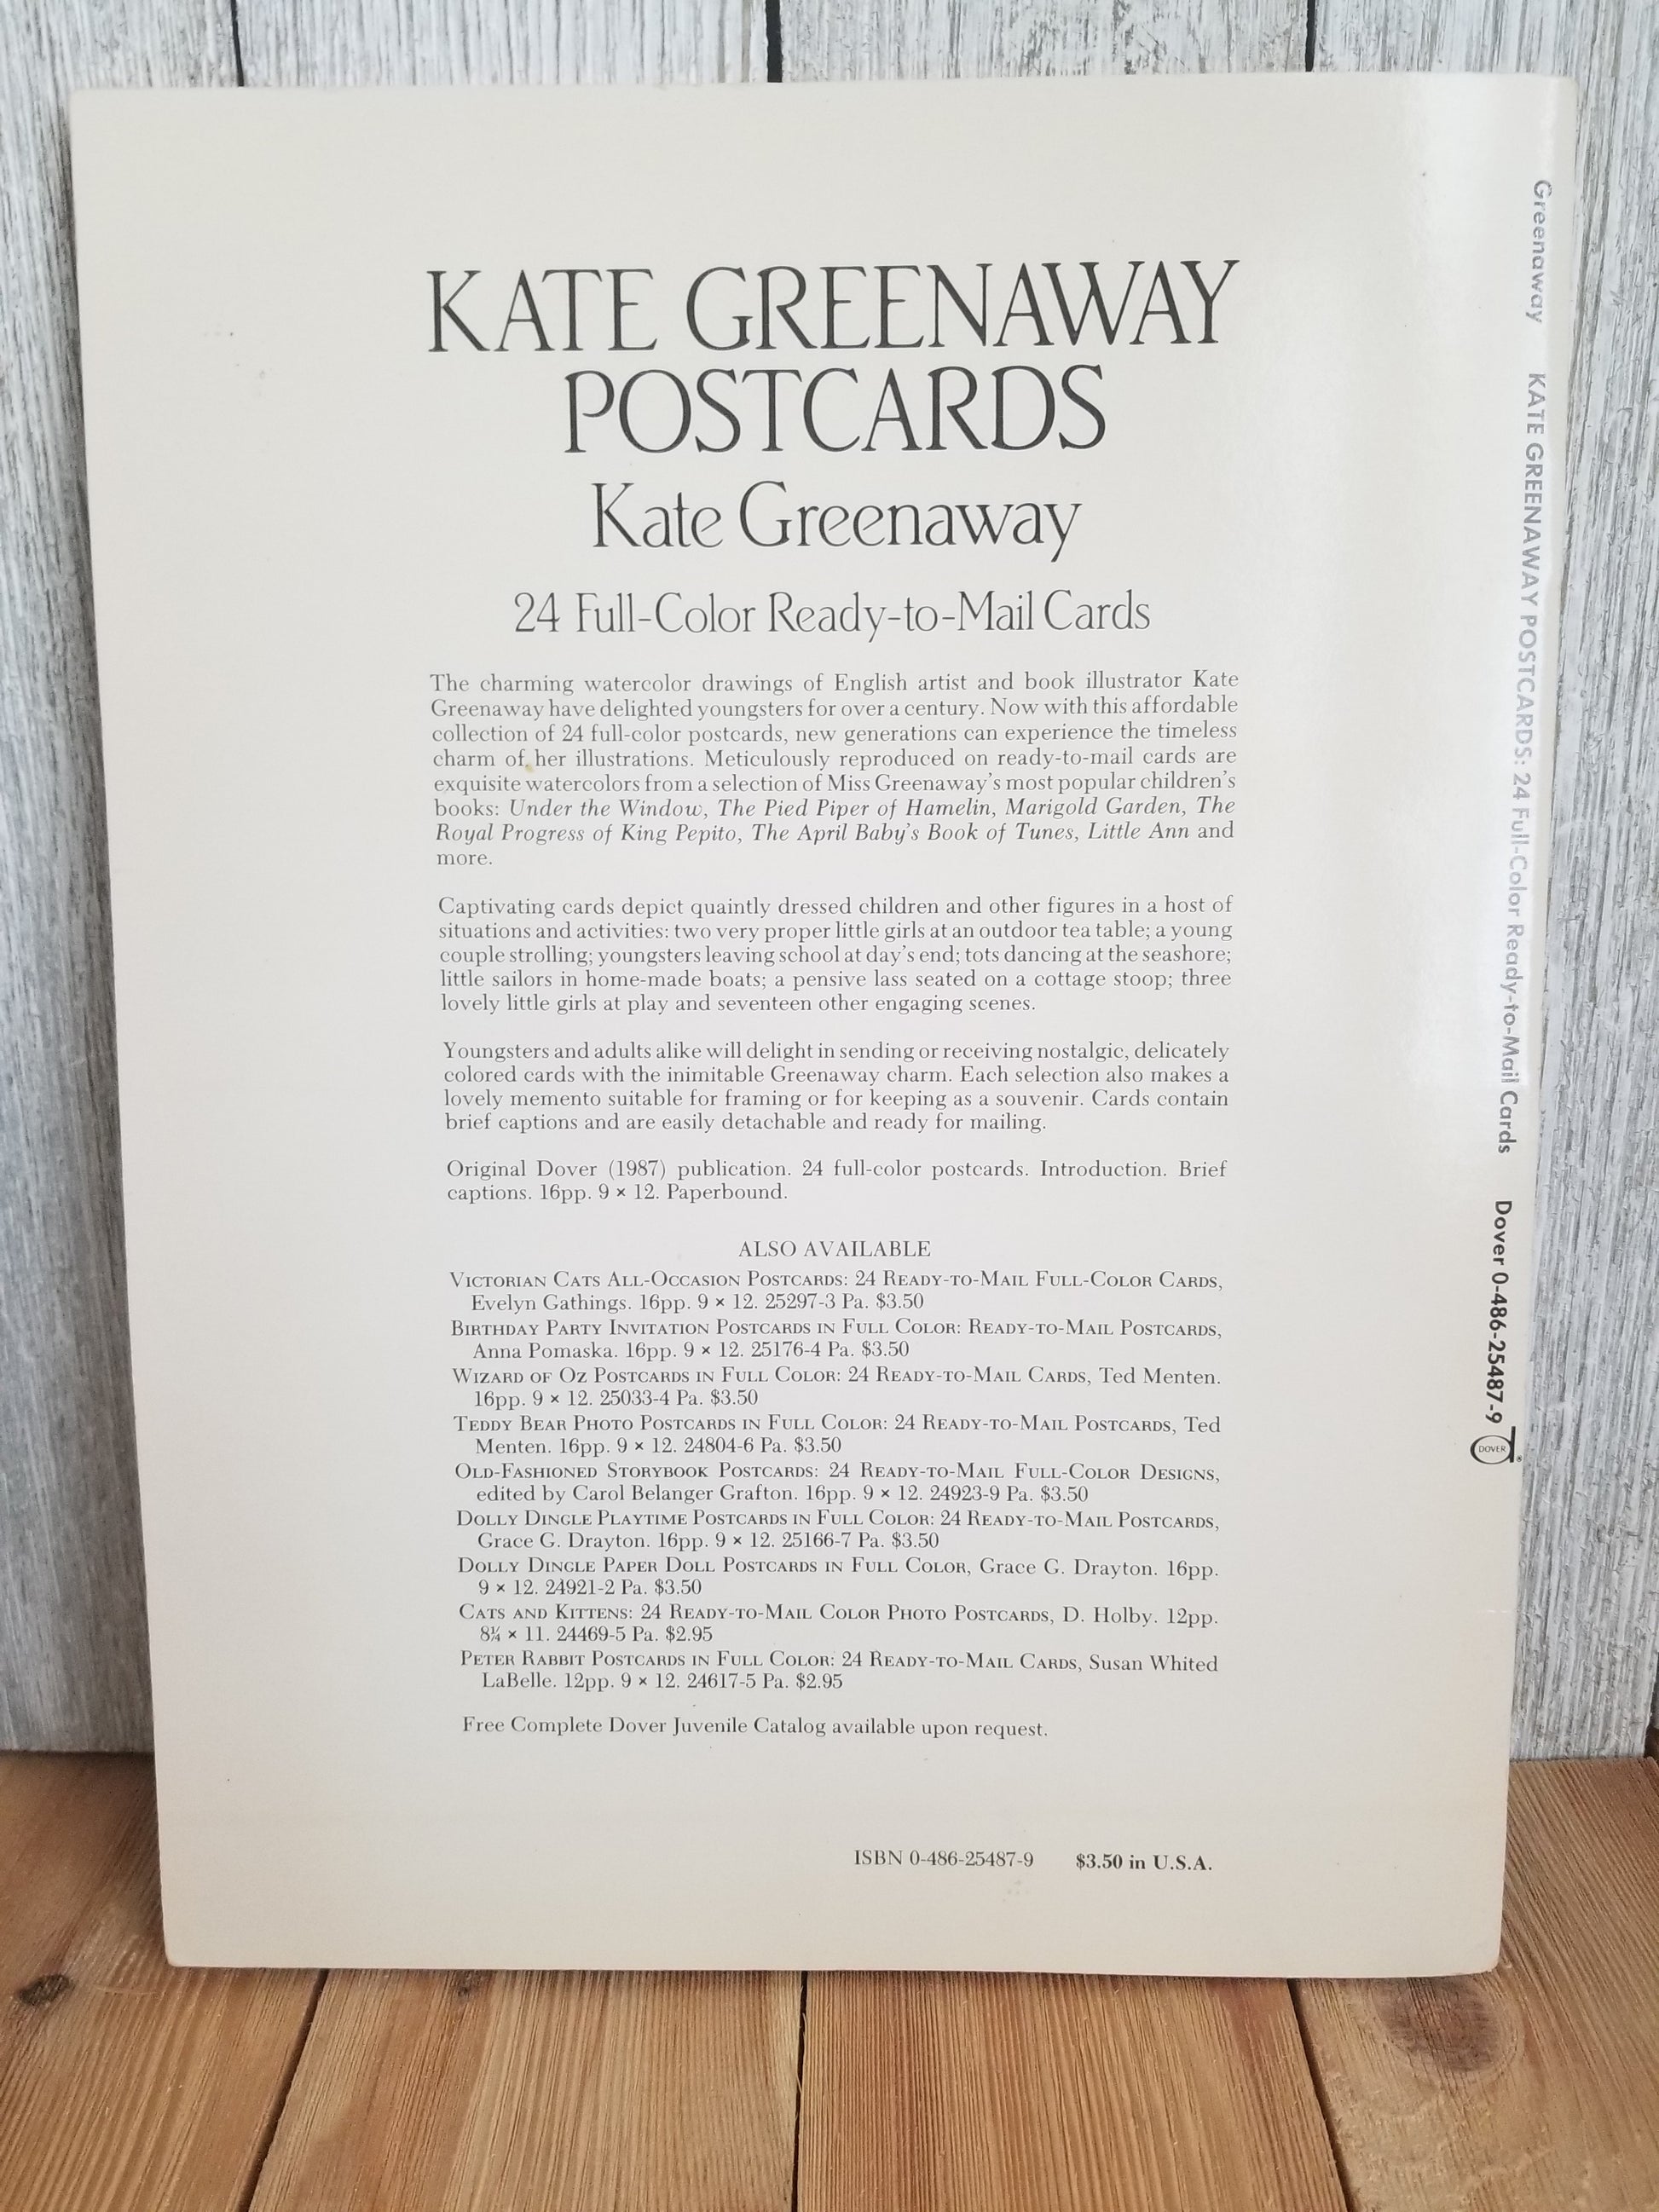 KATE GREENAWAY
POSTCARDS
Kate Greenaway
24 Full-Color Ready-to-Mail Cards
The charming watercolor drawings of English artist and book illustrator Kate
Greenaway have delighted youngsters for over a century. Now with this affordable
collection of 24 full-color postcards, new generations can experience the timeless
charm of her illustrations. Meticulously reproduced on ready-to-mail cards are
exquisite watercolors from a selection of Miss Greenaway's most popular children's
books: Under the Window, The Pied Piper of Hamelin, Marigold Garden, The
Royal Progress of King Pepito, The April Baby's Book of Tunes, Little Ann and
more.
Captivating cards depict quaintly dressed children and other figures in a host of
situations and activities: two very proper little girls at an outdoor tea table; a young
couple strolling; youngsters leaving school at day's end; tots dancing at the seashore;
little sailors in home-made boats; a pensive lass seated on a cottage stoop; three
lovely little girls at play and seventeen other engaging scenes.
Youngsters and adults alike will delight in sending or receiving nostalgic, delicately
colored cards with the inimitable Greenaway charm. Each selection also makes a
lovely memento suitable for framing or for keeping as a souvenir. Cards contain
brief captions and are easily detachable and ready for mailing.
Original Dover (1987) publication. 24 full-color postcards. Introduction. Brief
captions. 16pp. 9 × 12. Paperbound.
ALSO AVAILABLE
VICTORIAN CATS ALL-OCCASION POSTCARDS: 24 READY-TO-MAIL FULL-COLOR CARDS,
Evelyn Gathings. 16pp. 9 × 12. 25297-3 Pa. $3.50
BIRTHDAY PARTY INVITATION POSTCARDS IN FULL COLOR: READY-TO-MAIL POSTCARDS,
Anna Pomaska. 16pp. 9 × 12. 25176-4 Pa. $3.50
WIZARD OF OZ POSTCARDS IN FULL COLOR: 24 READY-TO-MAIL CARDS, Ted Menten.
16pp. 9 × 12. 25033-4 Pa. $3.50
TEDDY BEAR PHOTO POSTCARDS IN FULL COLOR: 24 READY-TO-MAIL POSTCARDS, Ted
Menten. 16pp. 9 × 12. 24804-6 Pa. $3.50
OLD-FASHIONED STORYBOOK POSTCARDS: 24 READY-TO-MAIL FULL-COLOR DESIGNS,
edited by Carol Belanger Grafton. 16pp. 9 × 12. 24923-9 Pa. $3.50
DOLLY DINGLE PLAYTIME POSTCARDS IN FULL COLOR: 24 READY-TO-MAIL POSTCARDS,
Grace G. Drayton. 16pp. 9 × 12. 25166-7 Pa. $3.50
DOLLY DINGLE PAPER DOLL POSTCARDS IN FULL COLOR, Grace G. Drayton. 16pp.
9 × 12. 24921-2 Pa. $3.50
CATS AND KITTENS: 24 READY-TO-MAIL COLOR PHOTO POSTCARDS, D. Holby. 12pp.
8¼ × 11. 24469-5 Pa. $2.95
PETER RABBIT POSTCARDS IN FULL COLOR: 24 READY-TO-MAIL CARDS, Susan Whited
LaBelle. 12pp. 9 × 12. 24617-5 Pa. $2.95
Free Complete Dover Juvenile Catalog available upon request.
ISBN 0-486-25487-9 $3.50 in U.S.A.
Greenaway KATE GREENAWAY POSTCARDS: 24 Full-Color Ready-to-Mail Cards Dover 0-486-25487-9
DOVER